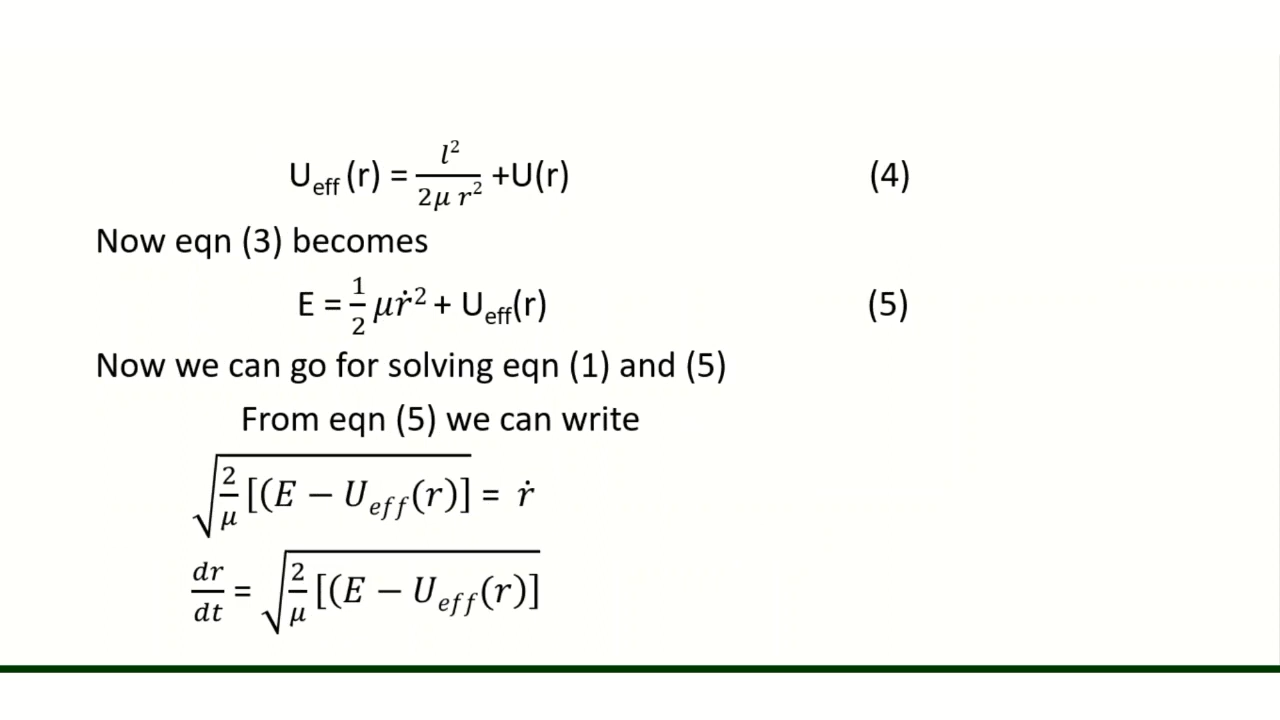 U_eff (r) = l²/2μ r² +U(r) (4)
Now eqn (3) becomes
E = 1/2 μṙ² + U_eff(r) (5)
Now we can go for solving eqn (1) and (5)
From eqn (5) we can write
√(2/μ [(E − U_eff(r)]) = ṙ
dr/dt = √(2/μ [(E − U_eff(r)])